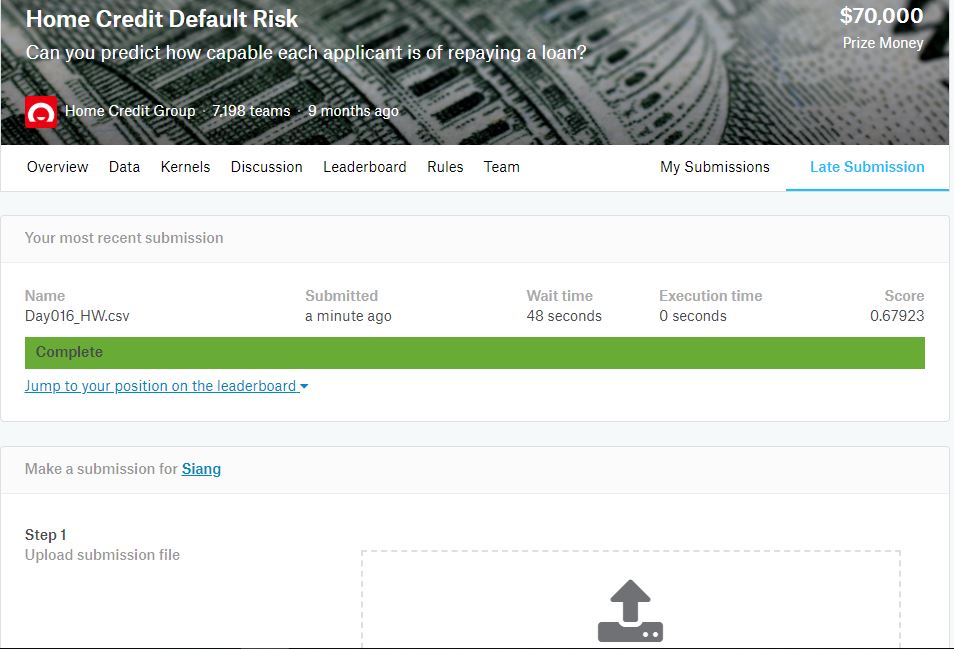 Home Credit Default Risk
$70,000
Can you predict how capable each applicant is of repaying a loan?
Prize Money
Home Credit Group · 7,198 teams · 9 months ago
Overview Data Kernels Discussion Leaderboard Rules Team My Submissions Late Submission
Your most recent submission
Name Submitted Wait time Execution time Score
Day016_HW.csv a minute ago 48 seconds 0 seconds 0.67923
Complete
Jump to your position on the leaderboard
Make a submission for Siang
Step 1
Upload submission file